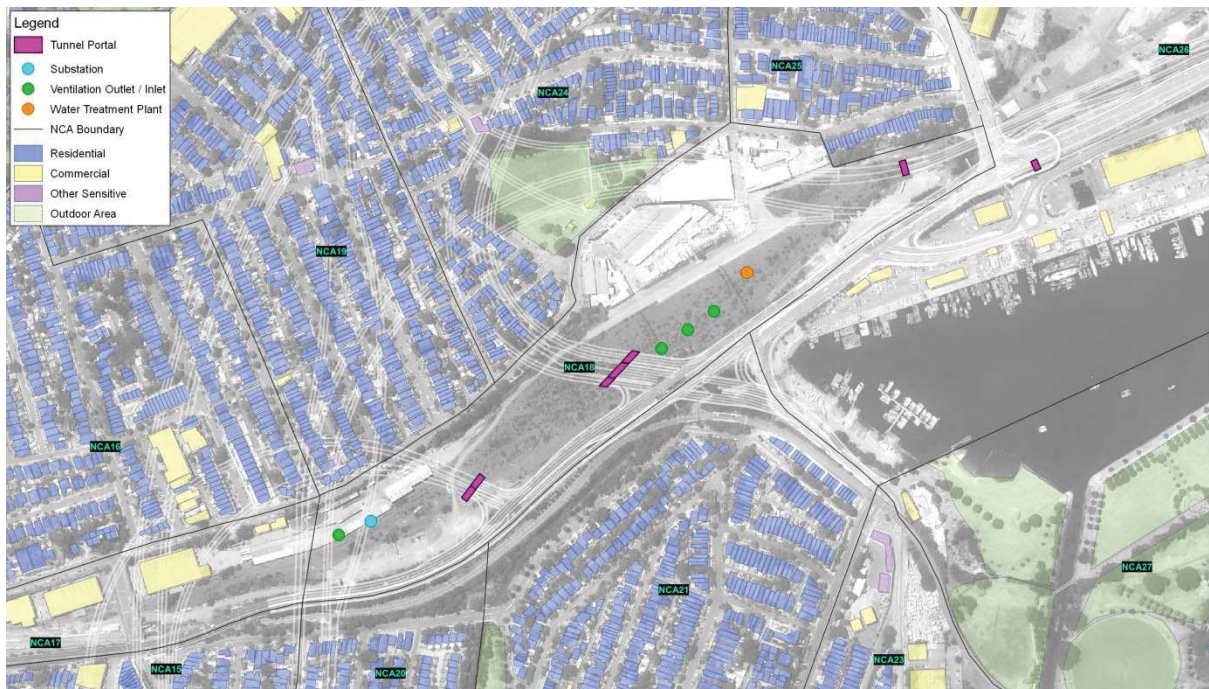 Legend
Tunnel Portal
Substation
Ventilation Outlet / Inlet
Water Treatment Plant
NCA Boundary
Residential
Commercial
Other Sensitive
Outdoor Area
NCA26
NCA25
NCA24
NCA19
NCA18
NCA16
NCA27
NCA21
NCA17
NCA15
NCA20
NCA23